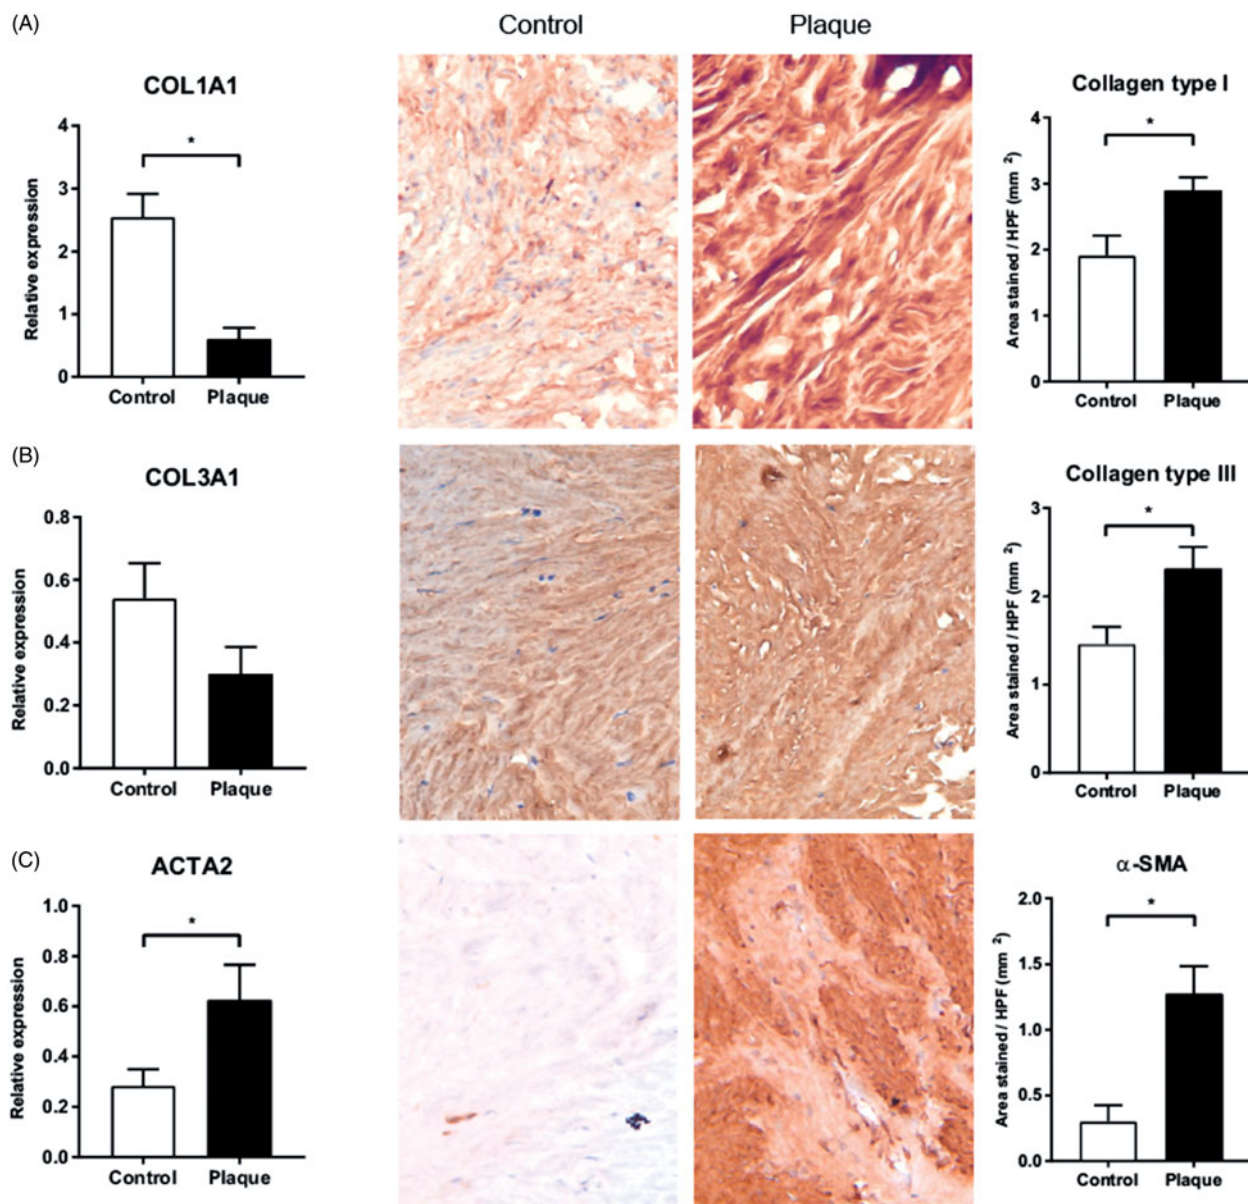 (A)
Control
Plaque
COL1A1
*
Relative expression
4
3
2
1
0
Control
Plaque
Collagen type I
*
Area stained / HPF (mm ²)
4
3
2
1
0
Control
Plaque
(B)
COL3A1
Relative expression
0.8
0.6
0.4
0.2
0.0
Control
Plaque
Collagen type III
*
Area stained / HPF (mm ²)
3
2
1
0
Control
Plaque
(C)
ACTA2
*
Relative expression
1.0
0.8
0.6
0.4
0.2
0.0
Control
Plaque
α-SMA
*
Area stained / HPF (mm ²)
2.0
1.5
1.0
0.5
0.0
Control
Plaque